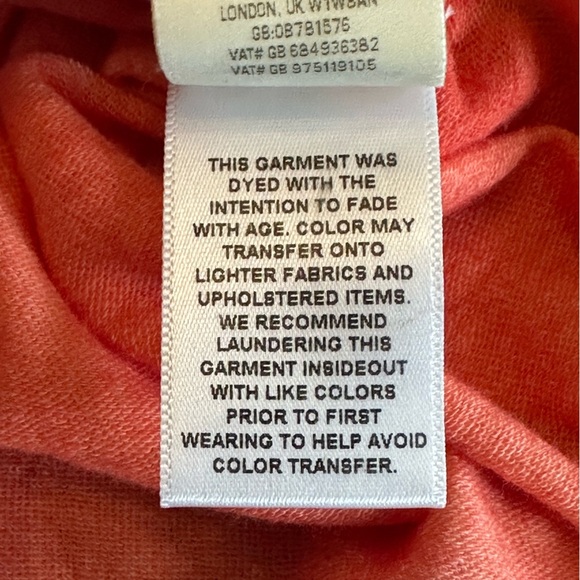 LONDON, UK W1W8AN
GB:08781576
VAT# GB 684936382
VAT# GB 975119105
THIS GARMENT WAS
DYED WITH THE
INTENTION TO FADE
WITH AGE. COLOR MAY
TRANSFER ONTO
LIGHTER FABRICS AND
UPHOLSTERED ITEMS.
WE RECOMMEND
LAUNDERING THIS
GARMENT INSIDEOUT
WITH LIKE COLORS
PRIOR TO FIRST
WEARING TO HELP AVOID
COLOR TRANSFER.